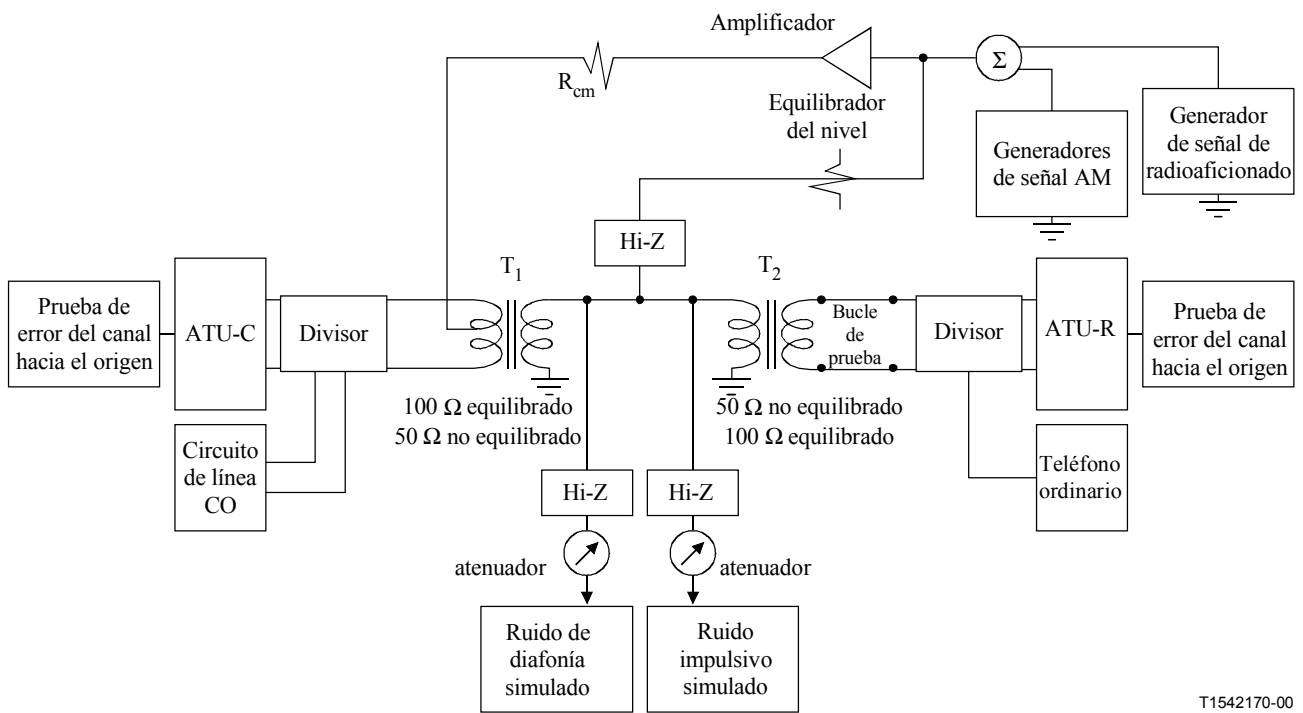 Amplificador
R_cm
Σ
Equilibrador
del nivel
Generadores
de señal AM
Generador
de señal de
radioaficionado
Hi-Z
T_1
T_2
Prueba de
error del canal
hacia el origen
ATU-C
Divisor
Bucle
de
prueba
Divisor
ATU-R
Prueba de
error del canal
hacia el origen
100 Ω equilibrado
50 Ω no equilibrado
50 Ω no equilibrado
100 Ω equilibrado
Circuito
de línea
CO
Teléfono
ordinario
Hi-Z
Hi-Z
atenuador
atenuador
Ruido de
diafonía
simulado
Ruido
impulsivo
simulado
T1542170-00